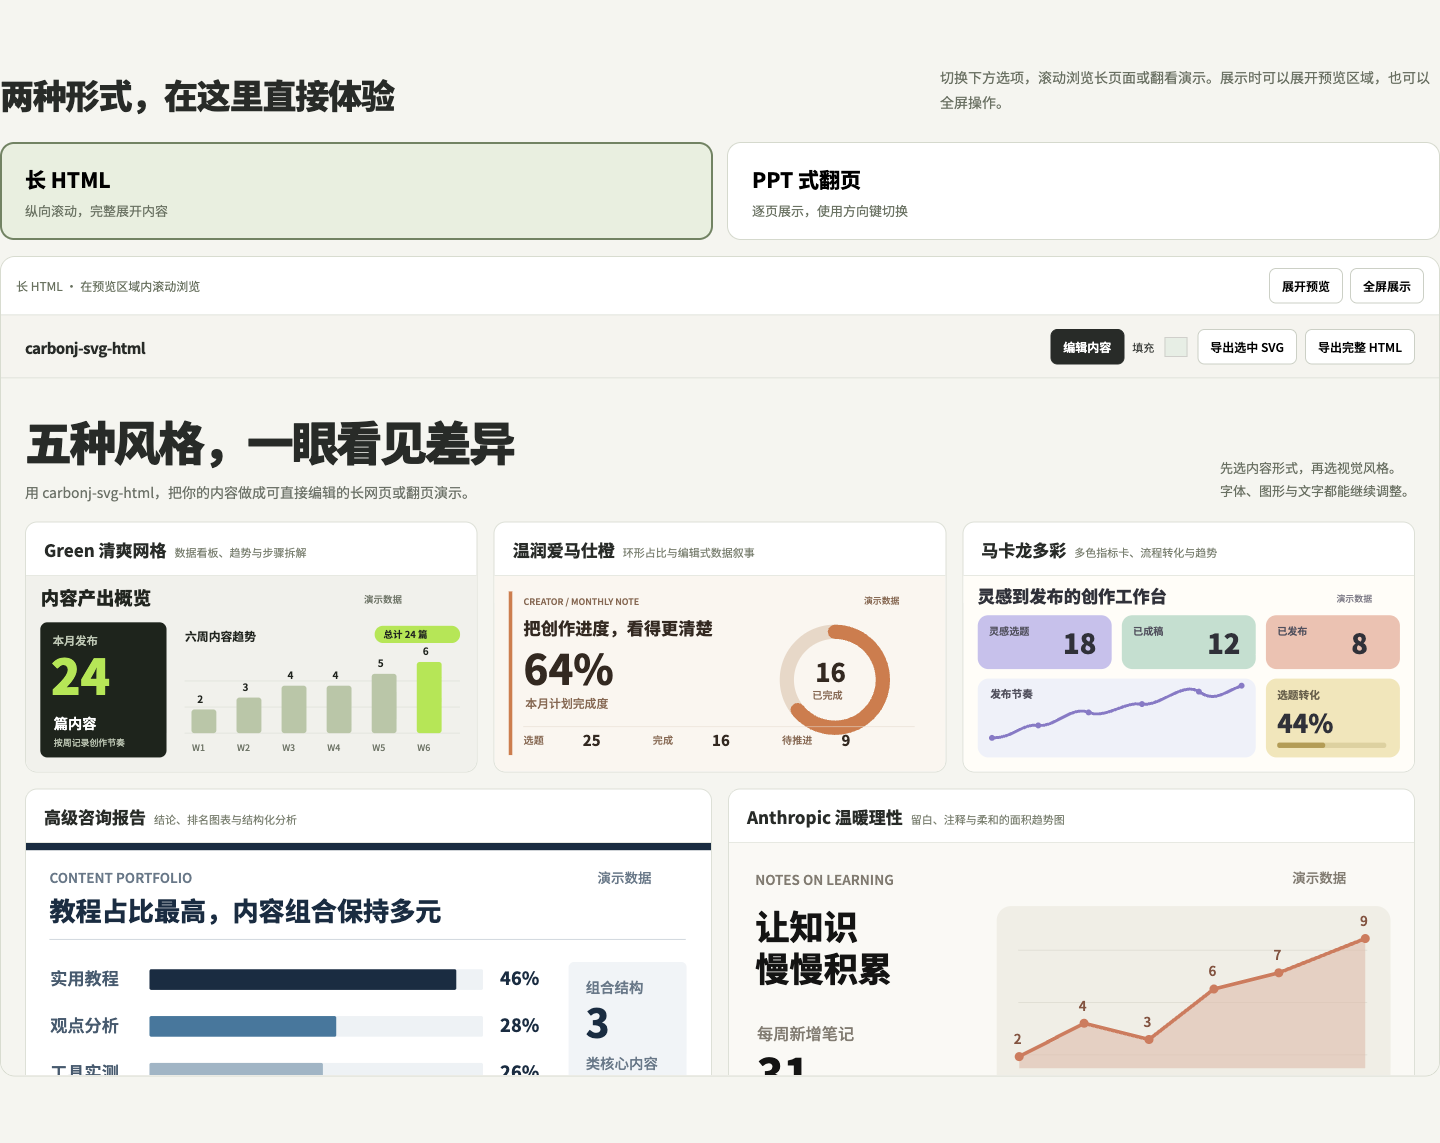 两种形式，在这里直接体验
切换下方选项，滚动浏览长页面或翻看演示。展示时可以展开预览区域，也可以
全屏操作。
长 HTML
纵向滚动，完整展开内容
PPT 式翻页
逐页展示，使用方向键切换
长 HTML · 在预览区域内滚动浏览
展开预览
全屏展示
carbonj-svg-html
编辑内容
填充
导出选中 SVG
导出完整 HTML
五种风格，一眼看见差异
用 carbonj-svg-html，把你的内容做成可直接编辑的长网页或翻页演示。
先选内容形式，再选视觉风格。
字体、图形与文字都能继续调整。
Green 清爽网格 数据看板、趋势与步骤拆解
内容产出概览
演示数据
本月发布
24
篇内容
按周记录创作节奏
六周内容趋势
总计 24 篇
2
3
4
4
5
6
W1
W2
W3
W4
W5
W6
温润爱马仕橙 环形占比与编辑式数据叙事
CREATOR / MONTHLY NOTE
演示数据
把创作进度，看得更清楚
64%
本月计划完成度
16
已完成
选题 25
完成 16
待推进 9
马卡龙多彩 多色指标卡、流程转化与趋势
灵感到发布的创作工作台
演示数据
灵感选题
18
已成稿
12
已发布
8
发布节奏
选题转化
44%
高级咨询报告 结论、排名图表与结构化分析
CONTENT PORTFOLIO
演示数据
教程占比最高，内容组合保持多元
实用教程
46%
观点分析
28%
工具实测
26%
组合结构
3
类核心内容
Anthropic 温暖理性 留白、注释与柔和的面积趋势图
NOTES ON LEARNING
演示数据
让知识
慢慢积累
每周新增笔记
31
2
4
3
6
7
9